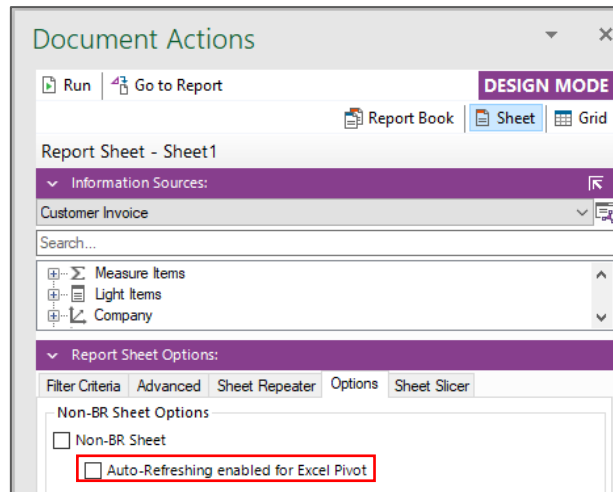 Document Actions
Run Go to Report DESIGN MODE
Report Book Sheet Grid
Report Sheet - Sheet1
Information Sources:
Customer Invoice
Search...
Measure Items
Light Items
Company
Report Sheet Options:
Filter Criteria Advanced Sheet Repeater Options Sheet Slicer
Non-BR Sheet Options
Non-BR Sheet
Auto-Refreshing enabled for Excel Pivot